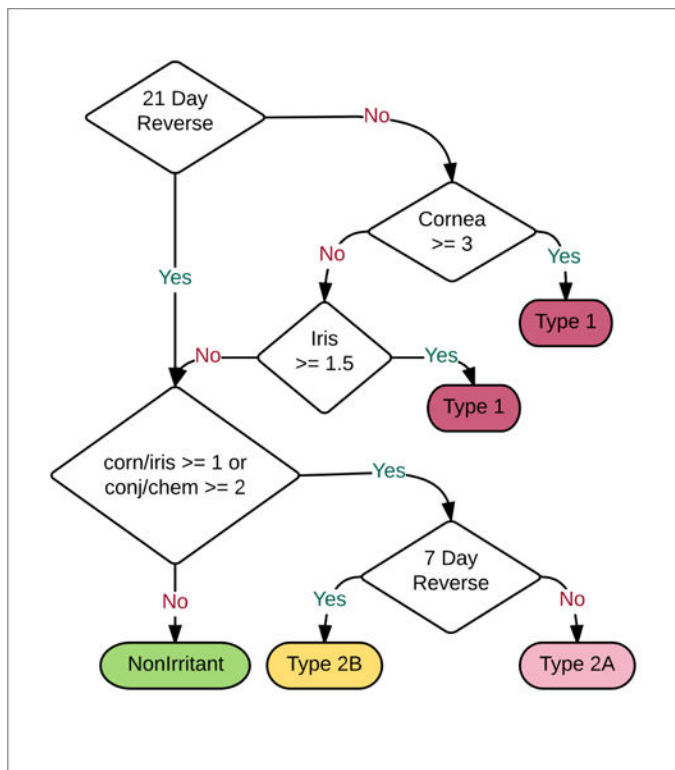 21 Day
Reverse
No
Cornea
>= 3
No
Yes
Yes
Type 1
Iris
>= 1.5
No
Yes
Type 1
corn/iris >= 1 or
conj/chem >= 2
Yes
7 Day
Reverse
No
Yes
No
NonIrritant
Type 2B
Type 2A